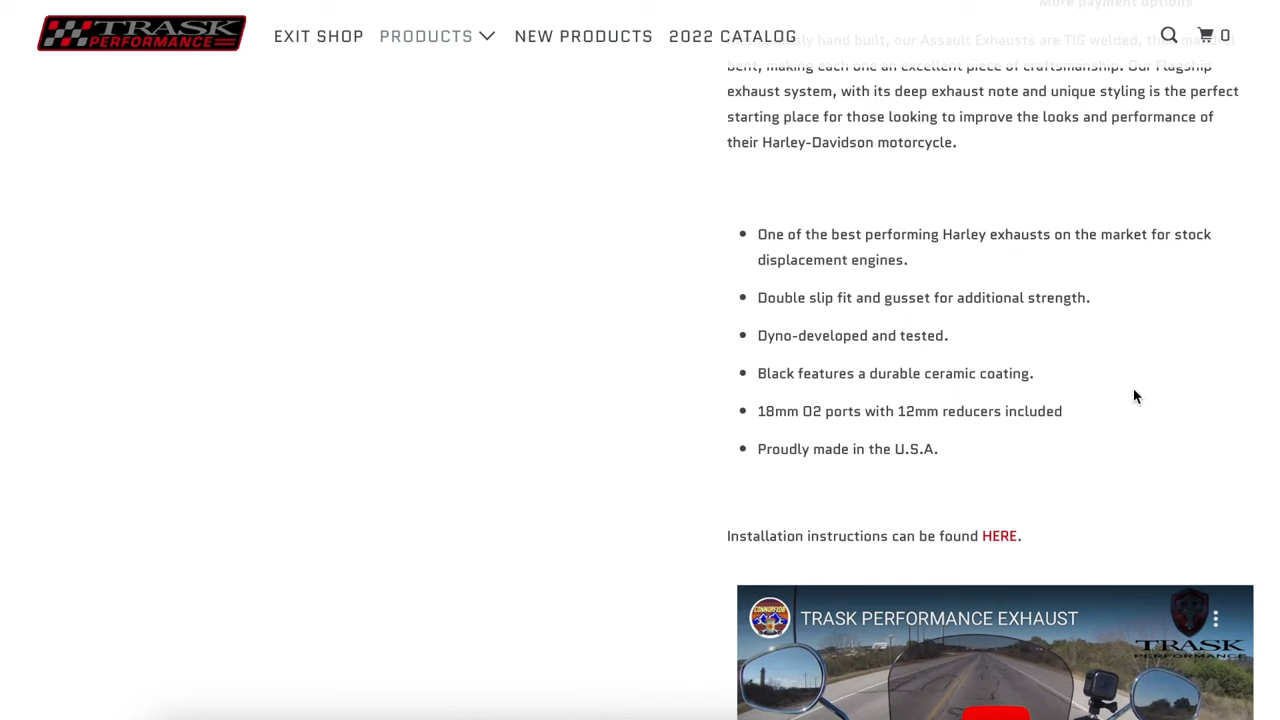 More payment options
TRASK
PERFORMANCE
EXIT SHOP PRODUCTS NEW PRODUCTS 2022 CATALOG
0
hand built, our Assault Exhausts are TIG welded, then mandrel
bent, making each one an excellent piece of craftsmanship. Our Flagship
exhaust system, with its deep exhaust note and unique styling is the perfect
starting place for those looking to improve the looks and performance of
their Harley-Davidson motorcycle.
• One of the best performing Harley exhausts on the market for stock
displacement engines.
• Double slip fit and gusset for additional strength.
• Dyno-developed and tested.
• Black features a durable ceramic coating.
• 18mm O2 ports with 12mm reducers included
• Proudly made in the U.S.A.
Installation instructions can be found HERE.
TRASK PERFORMANCE EXHAUST
TRASK
PERFORMANCE